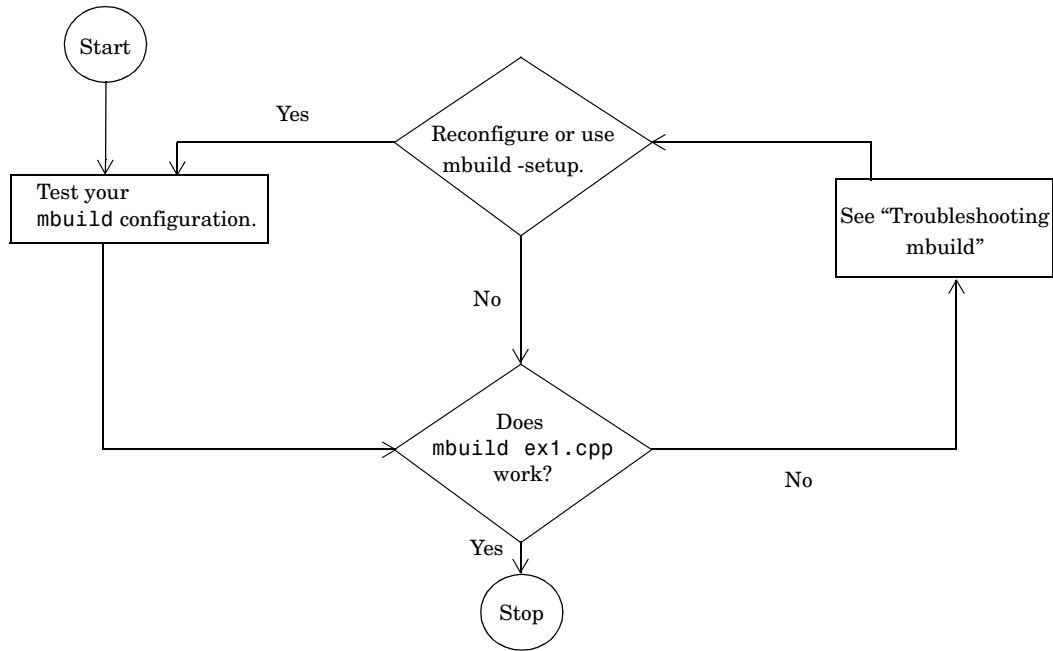 Start
Yes
Reconfigure or use
mbuild -setup.
Test your
mbuild configuration.
See “Troubleshooting
mbuild”
No
Does
mbuild ex1.cpp
work?
No
Yes
Stop